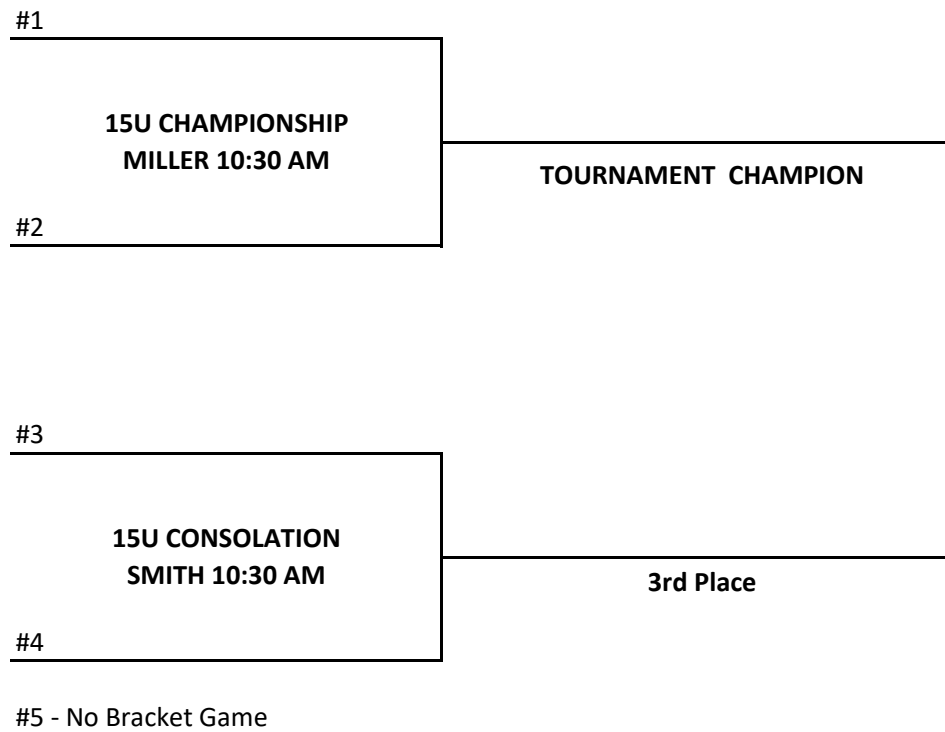 #1
15U CHAMPIONSHIP
MILLER 10:30 AM
TOURNAMENT CHAMPION
#2
#3
15U CONSOLATION
SMITH 10:30 AM
3rd Place
#4
#5 - No Bracket Game